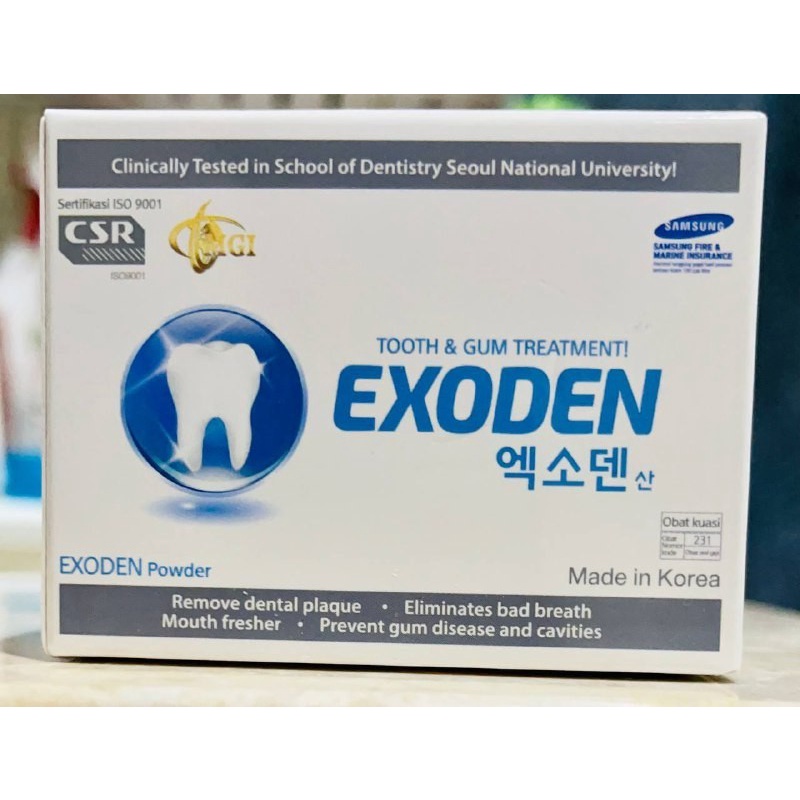 Clinically Tested in School of Dentistry Seoul National University!
Sertifikasi ISO 9001
CSR
ISO9001
SAMSUNG
SAMSUNG FIRE &
MARINE INSURANCE
TOOTH & GUM TREATMENT!
EXODEN
엑소덴 산
Obat kuasi
231
EXODEN Powder
Made in Korea
Remove dental plaque • Eliminates bad breath
Mouth fresher • Prevent gum disease and cavities